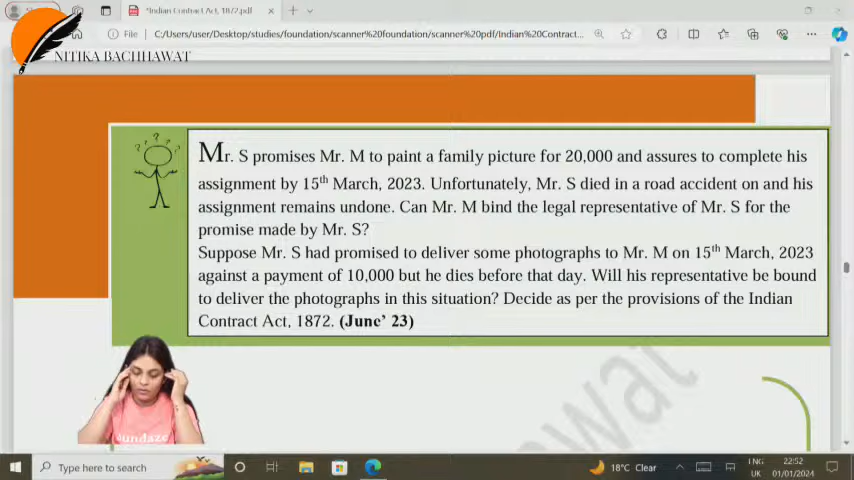 *Indian Contract Act, 1872.pdf
File
C:/Users/user/Desktop/studies/foundation/scanner%20foundation/scanner%20pdf/Indian%20Contract...
NITIKA BACHHAWAT
Mr. S promises Mr. M to paint a family picture for 20,000 and assures to complete his
assignment by 15th March, 2023. Unfortunately, Mr. S died in a road accident on and his
assignment remains undone. Can Mr. M bind the legal representative of Mr. S for the
promise made by Mr. S?
Suppose Mr. S had promised to deliver some photographs to Mr. M on 15th March, 2023
against a payment of 10,000 but he dies before that day. Will his representative be bound
to deliver the photographs in this situation? Decide as per the provisions of the Indian
Contract Act, 1872. (June' 23)
Type here to search
18°C Clear
ENG
UK
22:52
01/01/2024